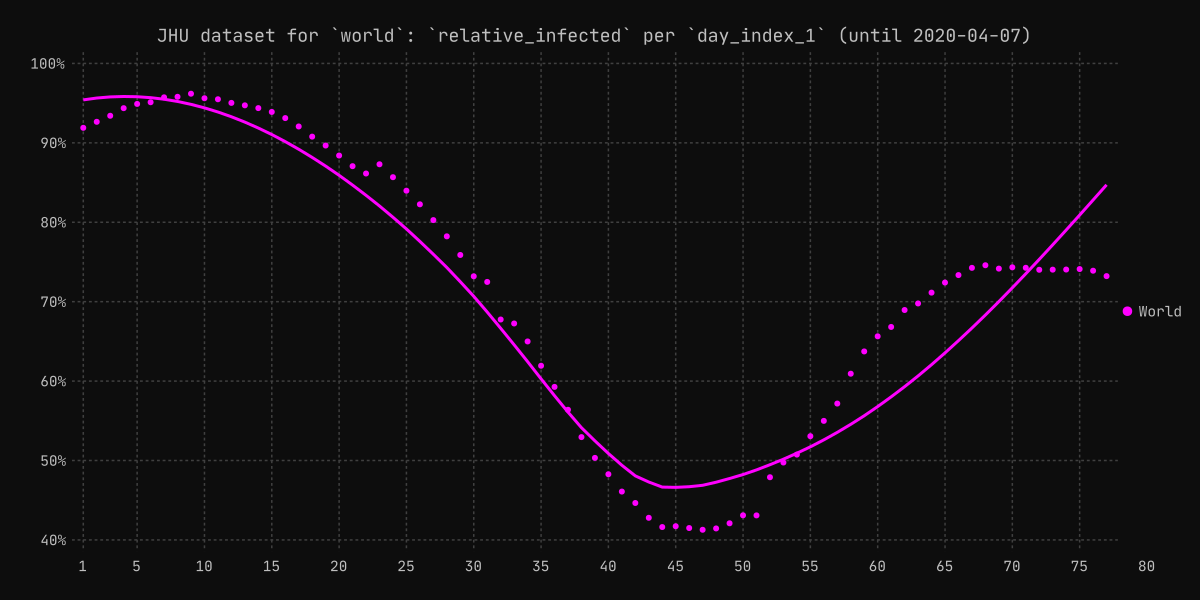 JHU dataset for `world`: `relative_infected` per `day_index_1` (until 2020-04-07)
100%
90%
80%
70%
60%
50%
40%
World
1 5 10 15 20 25 30 35 40 45 50 55 60 65 70 75 80